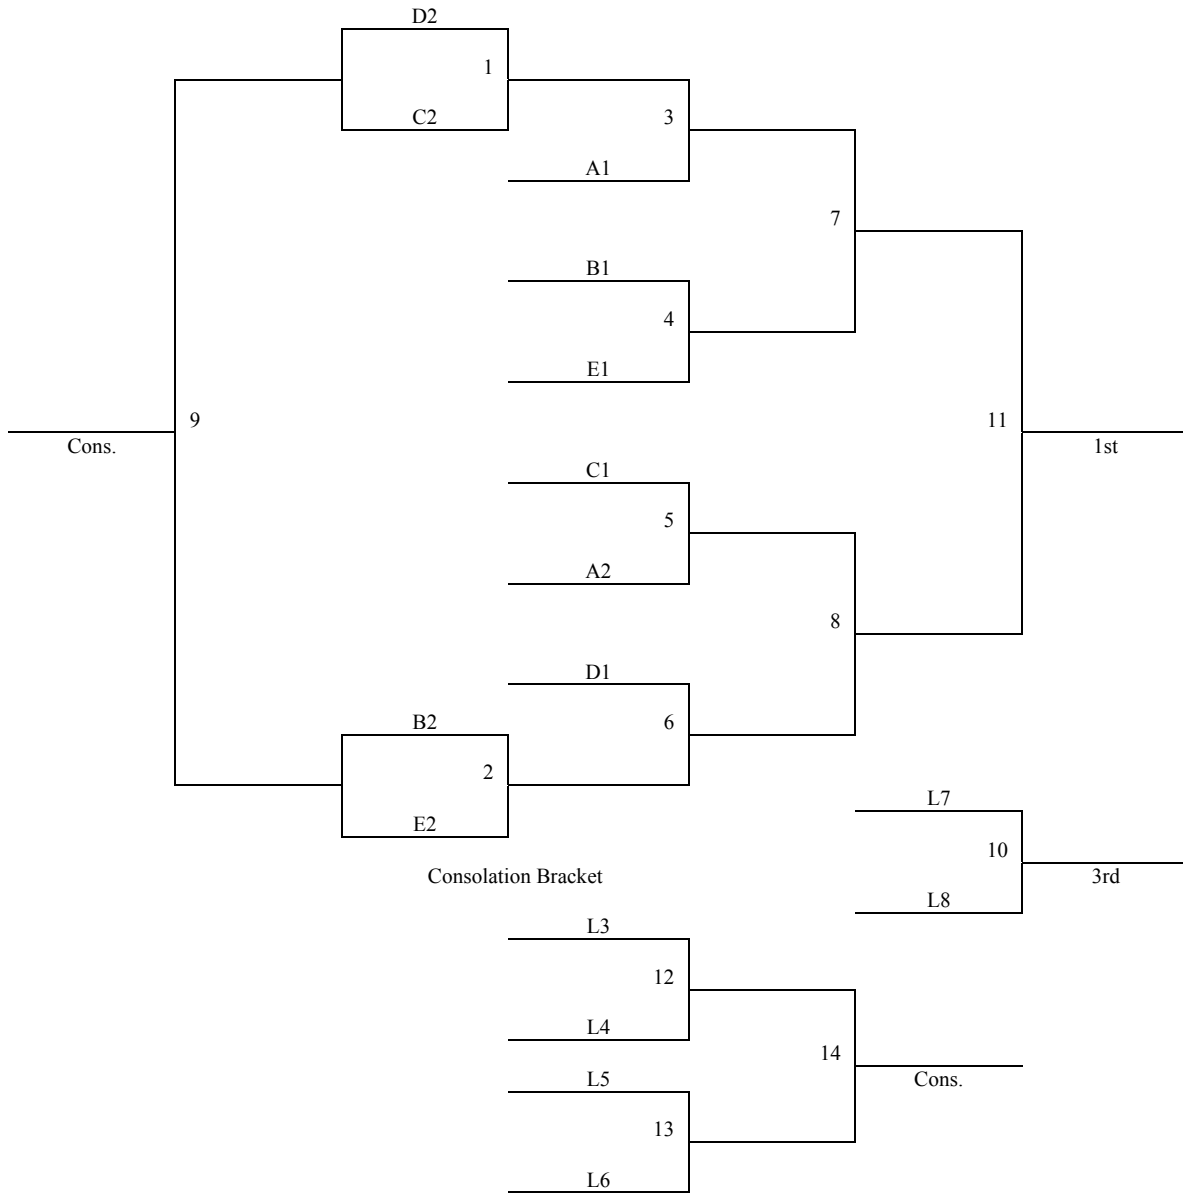 D2
1
C2
3
A1
7
B1
4
E1
9
11
Cons.
1st
C1
5
A2
8
D1
6
B2
2
L7
E2
10
Consolation Bracket
3rd
L8
L3
12
L4
14
L5
Cons.
13
L6